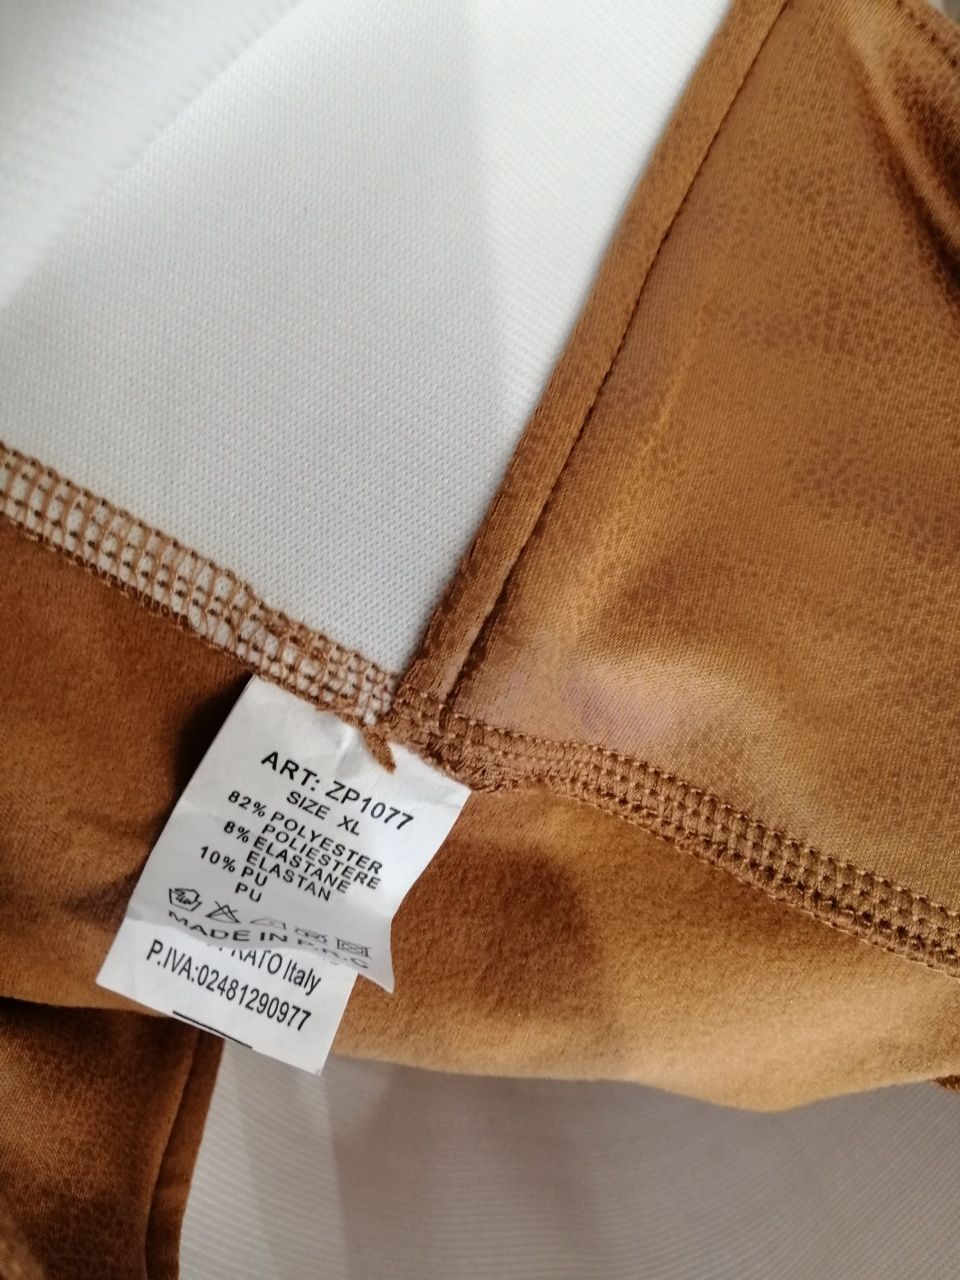 ART: ZP1077
SIZE XL
82% POLYESTER
POLIESTERE
8% ELASTANE
ELASTAN
10% PU
PU
MADE IN P.R.C
Italy
P.IVA:02481290977